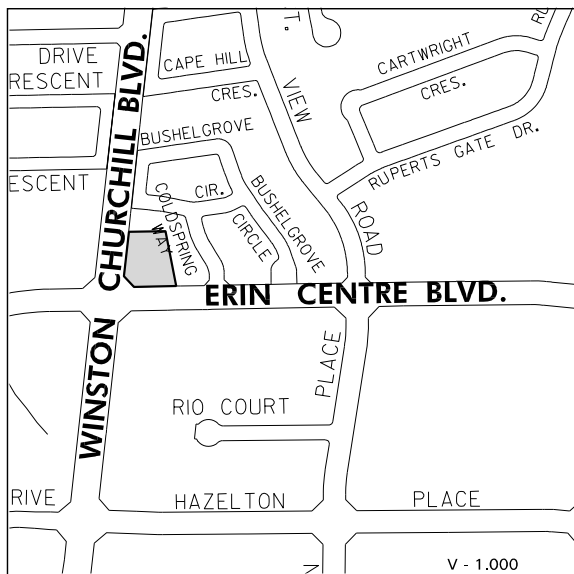 DRIVE
RESCENT
ESCENT
CAPE HILL
CRES.
VIEW
CARTWRIGHT
CRES.
RUPERTS GATE DR.
BUSHELGROVE
CIR.
COLDSPRING
WAY
CIRCLE
BUSHELGROVE
ROAD
WINSTON CHURCHILL BLVD.
ERIN CENTRE BLVD.
PLACE
RIO COURT
RIVE
HAZELTON PLACE
V - 1.000